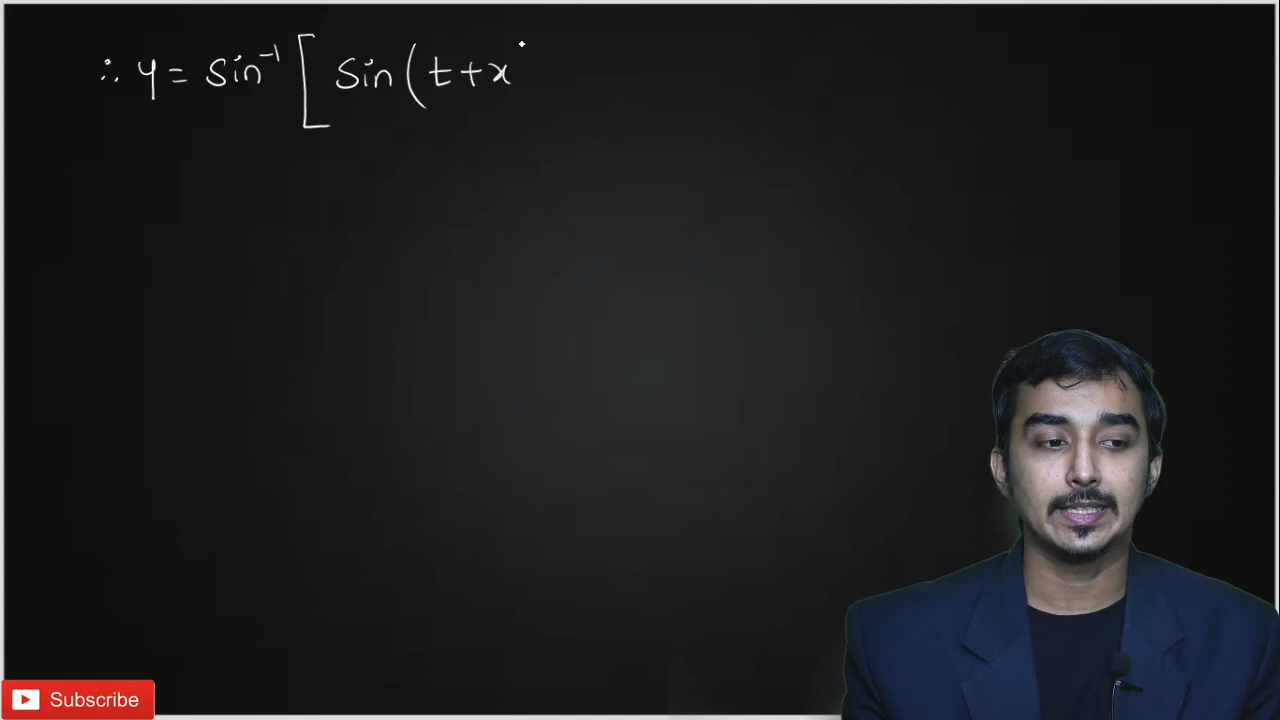 ∴ y = Sin⁻¹ [ Sin ( t + x
Subscribe